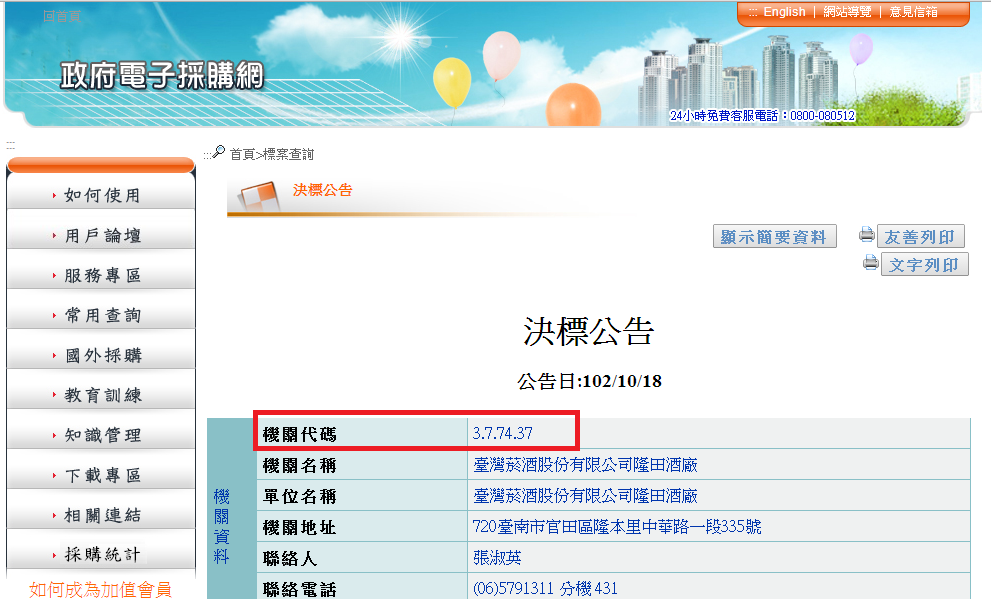 回首頁
::: English | 網站導覽 | 意見信箱
政府電子採購網
24小時免費客服電話：0800-080512
:::
如何使用
用戶論壇
服務專區
常用查詢
國外採購
教育訓練
知識管理
下載專區
相關連結
採購統計
如何成為加值會員
::: 首頁>標案查詢
決標公告
顯示簡要資料
友善列印
文字列印
決標公告
公告日:102/10/18
機關資料
機關代碼 3.7.74.37
機關名稱 臺灣菸酒股份有限公司隆田酒廠
單位名稱 臺灣菸酒股份有限公司隆田酒廠
機關地址 720臺南市官田區隆本里中華路一段335號
聯絡人 張淑英
聯絡電話 (06)5791311 分機 431